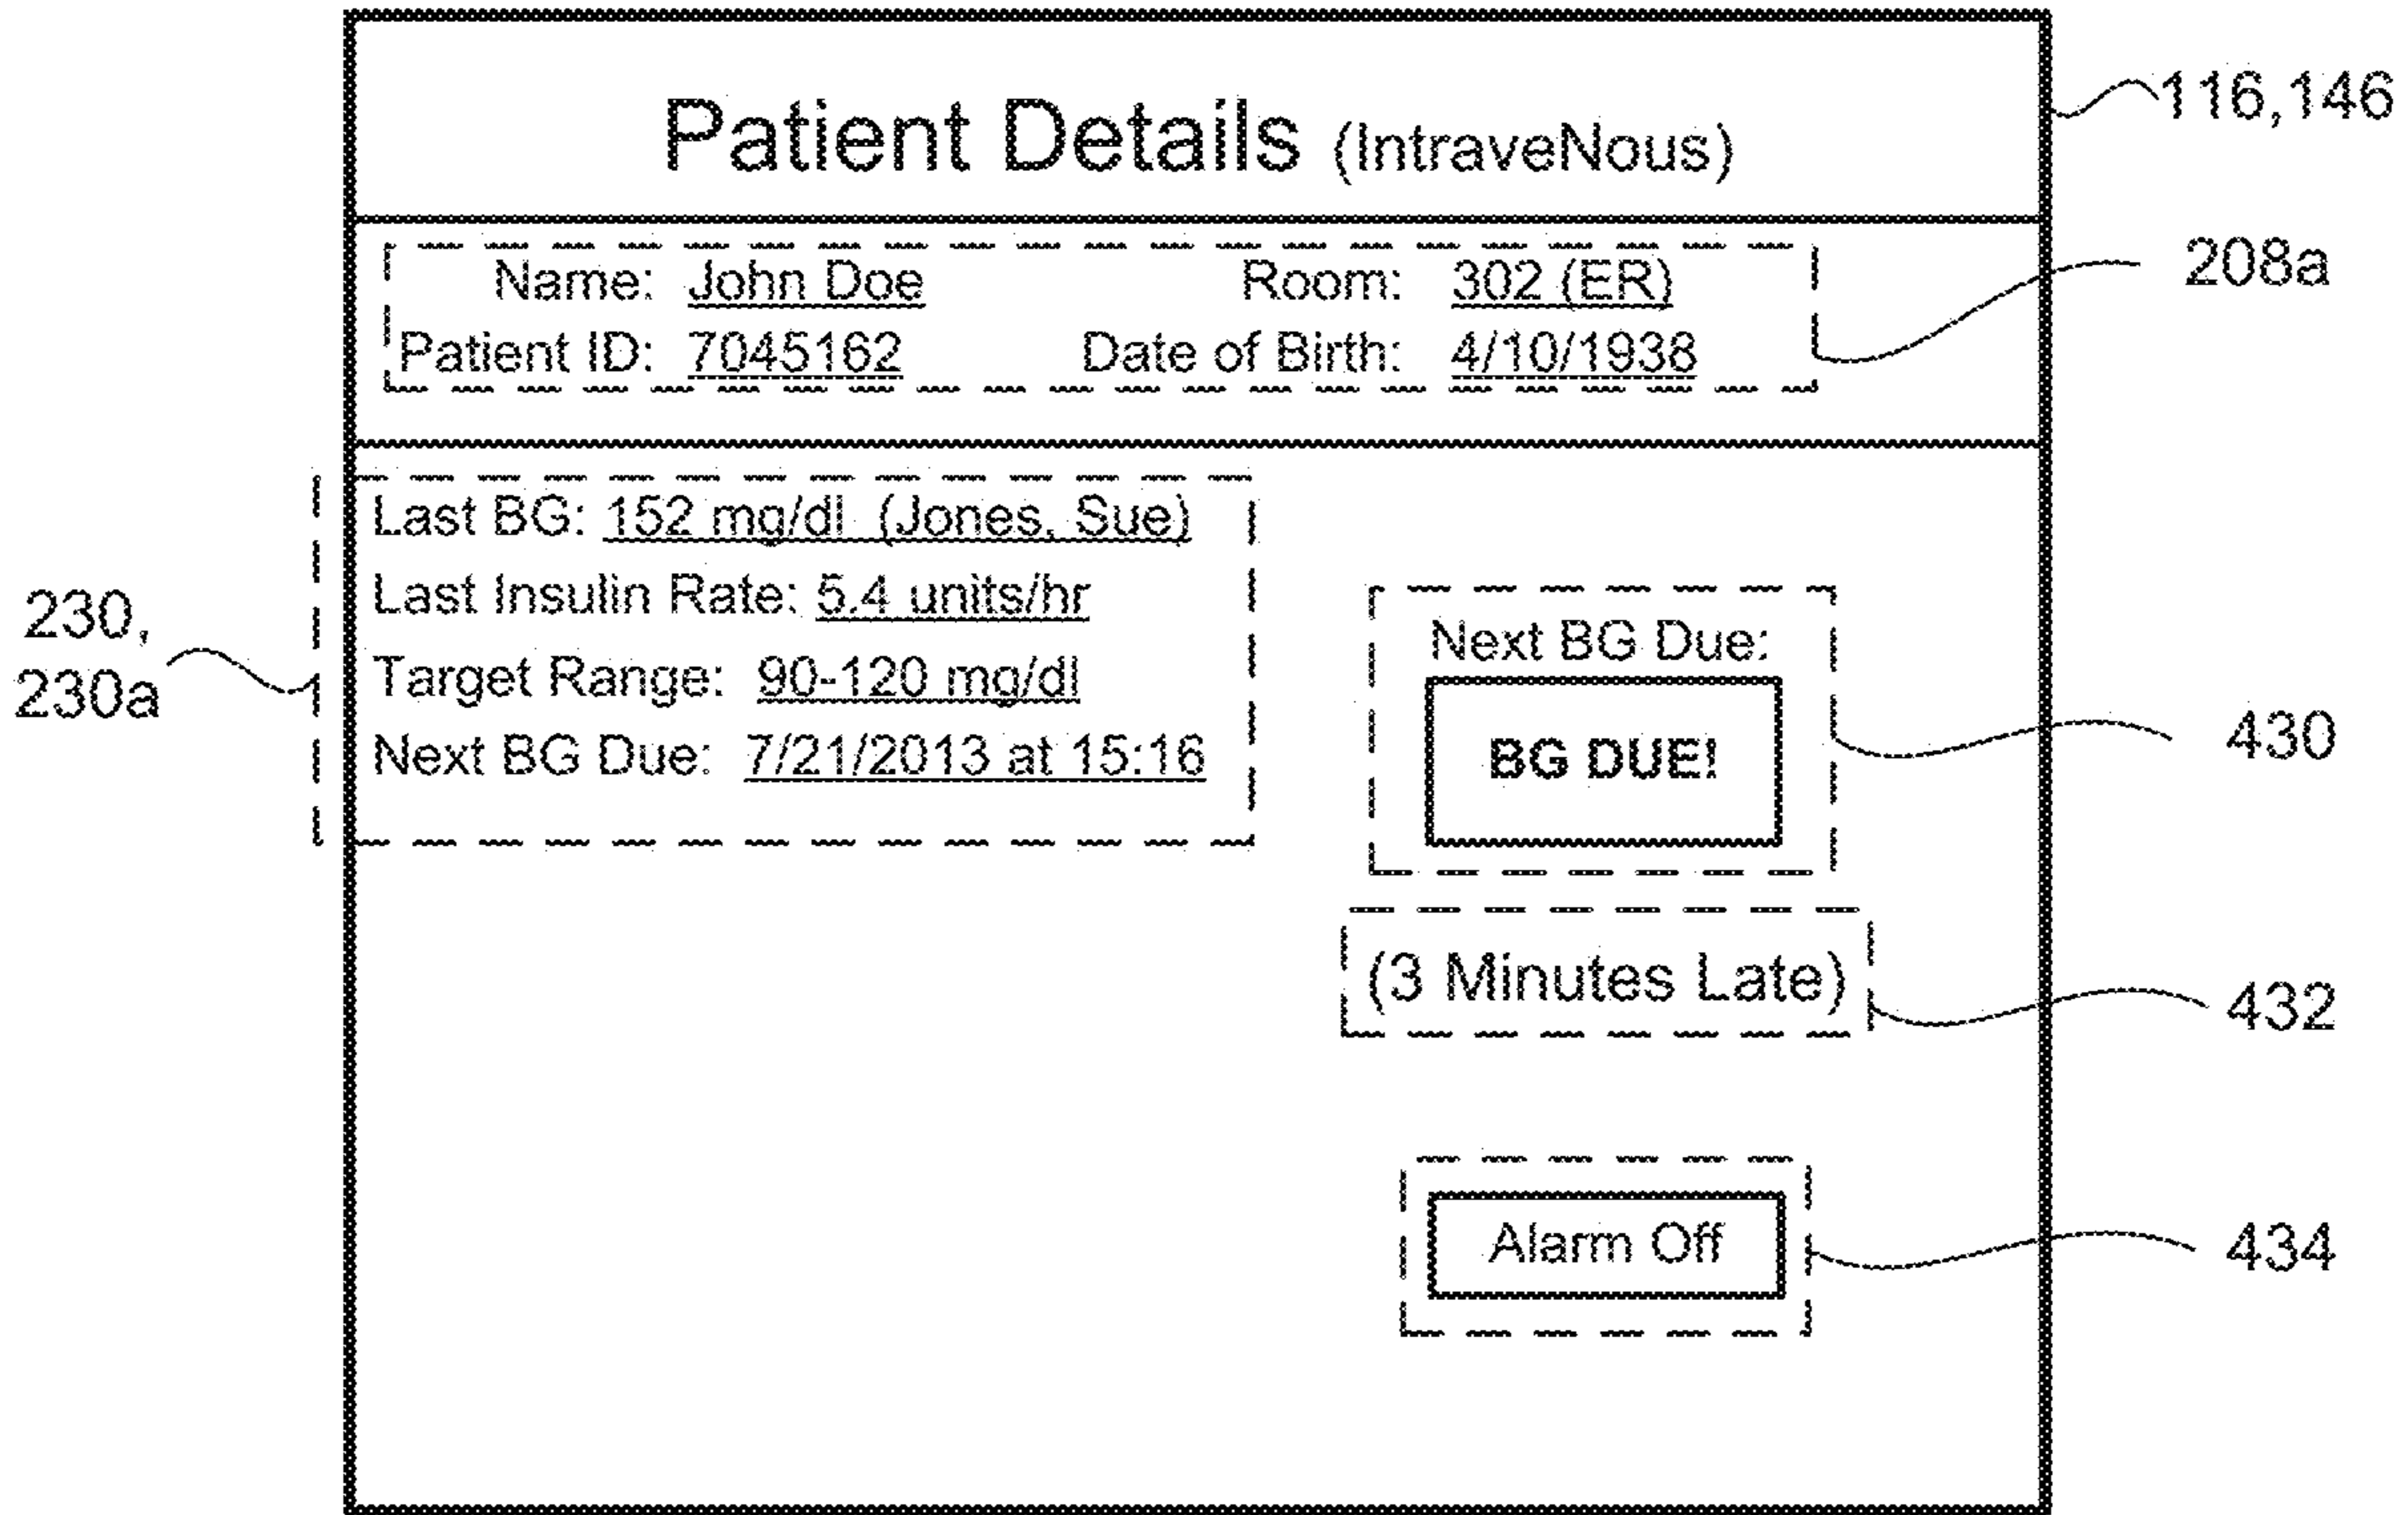 Patient Details (IntraveNous)
116,146
Name: John Doe Room: 302 (ER)
208a
Patient ID: 7045162 Date of Birth: 4/10/1938
Last BG: 152 mg/dl (Jones, Sue)
Last Insulin Rate: 5.4 units/hr
230,
230a
Target Range: 90-120 mg/dl
Next BG Due: 7/21/2013 at 15:16
Next BG Due:
BG DUE!
430
(3 Minutes Late)
432
Alarm Off
434